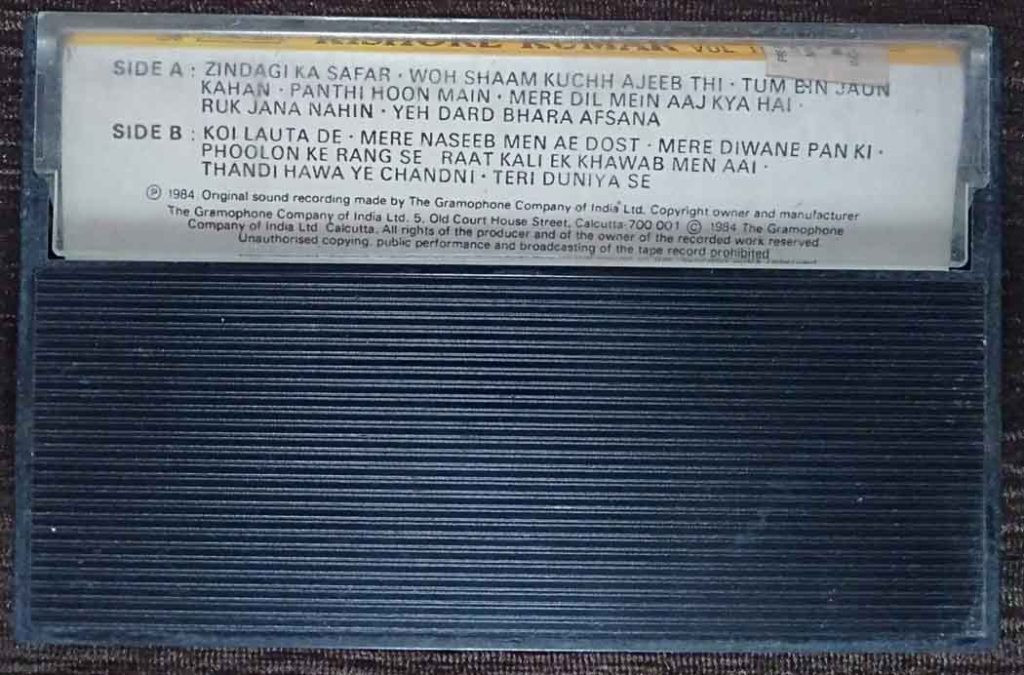 KISHORE KUMAR VOL 1
SIDE A : ZINDAGI KA SAFAR · WOH SHAAM KUCHH AJEEB THI · TUM BIN JAUN
KAHAN · PANTHI HOON MAIN · MERE DIL MEIN AAJ KYA HAI ·
RUK JANA NAHIN · YEH DARD BHARA AFSANA
SIDE B : KOI LAUTA DE · MERE NASEEB MEN AE DOST · MERE DIWANE PAN KI ·
PHOOLON KE RANG SE RAAT KALI EK KHAWAB MEN AAI ·
THANDI HAWA YE CHANDNI · TERI DUNIYA SE
Ⓟ 1984 Original sound recording made by The Gramophone Company of India Ltd. Copyright owner and manufacturer
The Gramophone Company of India Ltd. 5, Old Court House Street, Calcutta-700 001 © 1984 The Gramophone
Company of India Ltd Calcutta. All rights of the producer and of the owner of the recorded work reserved.
Unauthorised copying, public performance and broadcasting of the tape record prohibited